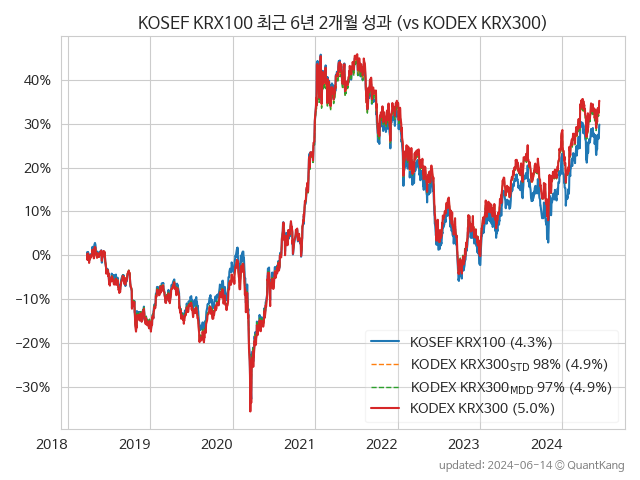 KOSEF KRX100 최근 6년 2개월 성과 (vs KODEX KRX300)
40%
30%
20%
10%
0%
−10%
−20%
−30%
KOSEF KRX100 (4.3%)
KODEX KRX300STD 98% (4.9%)
KODEX KRX300MDD 97% (4.9%)
KODEX KRX300 (5.0%)
2018 2019 2020 2021 2022 2023 2024
updated: 2024-06-14 © QuantKang